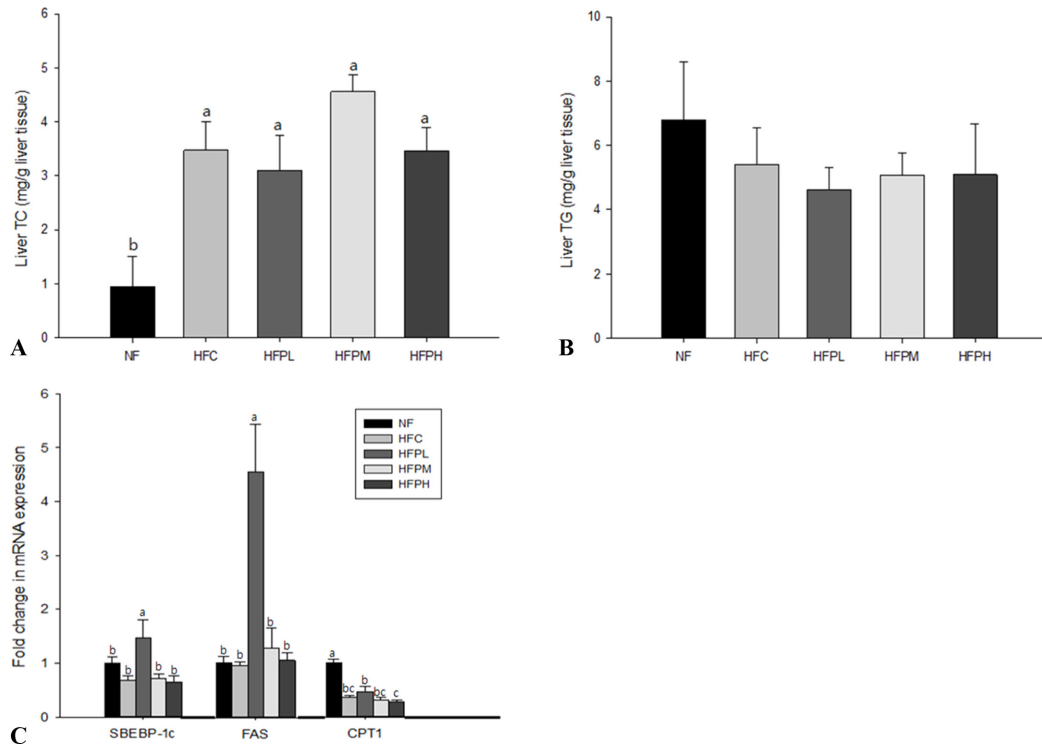 6
5
4
3
2
1
0
Liver TC (mg/g liver tissue)
b
a
a
a
a
NF
HFC
HFPL
HFPM
HFPH
A
10
8
6
4
2
0
Liver TG (mg/g liver tissue)
NF
HFC
HFPL
HFPM
HFPH
B
6
5
4
3
2
1
0
Fold change in mRNA expression
NF
HFC
HFPL
HFPM
HFPH
b
b
a
b
b
b
b
a
b
b
a
bc
b
bc
c
SBEBP-1c
FAS
CPT1
C